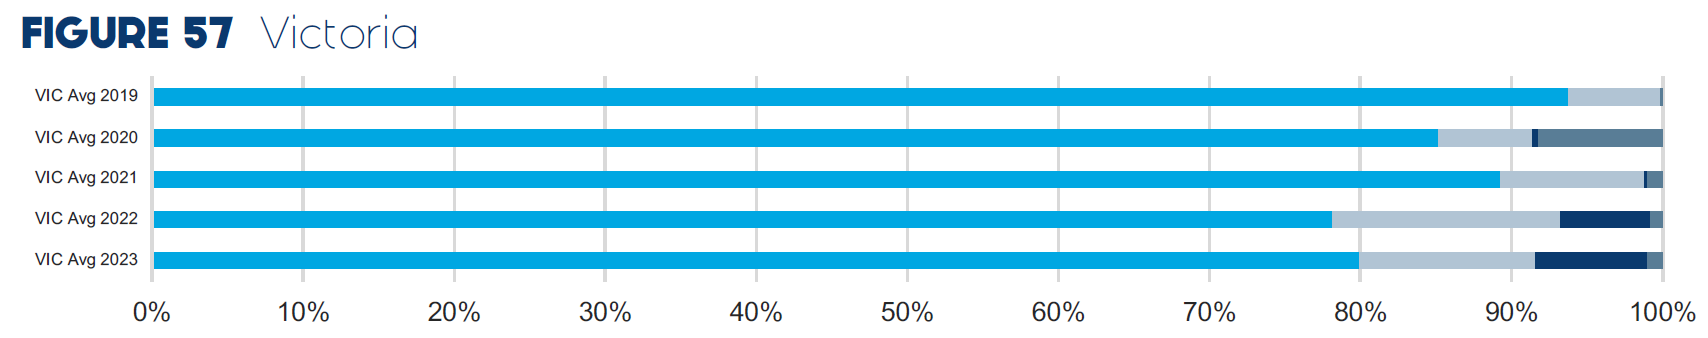 FIGURE 57 Victoria
VIC Avg 2019
VIC Avg 2020
VIC Avg 2021
VIC Avg 2022
VIC Avg 2023
0% 10% 20% 30% 40% 50% 60% 70% 80% 90% 100%